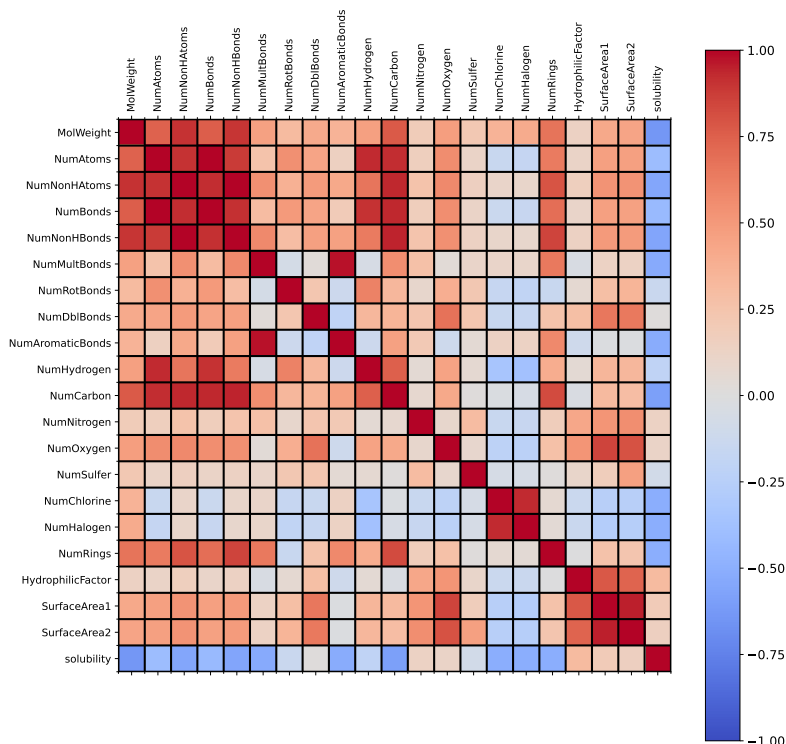 MolWeight
NumAtoms
NumNonHAtoms
NumBonds
NumNonHBonds
NumMultBonds
NumRotBonds
NumDblBonds
NumAromaticBonds
NumHydrogen
NumCarbon
NumNitrogen
NumOxygen
NumSulfer
NumChlorine
NumHalogen
NumRings
HydrophilicFactor
SurfaceArea1
SurfaceArea2
solubility
MolWeight
NumAtoms
NumNonHAtoms
NumBonds
NumNonHBonds
NumMultBonds
NumRotBonds
NumDblBonds
NumAromaticBonds
NumHydrogen
NumCarbon
NumNitrogen
NumOxygen
NumSulfer
NumChlorine
NumHalogen
NumRings
HydrophilicFactor
SurfaceArea1
SurfaceArea2
solubility
1.00
0.75
0.50
0.25
0.00
−0.25
−0.50
−0.75
−1.00